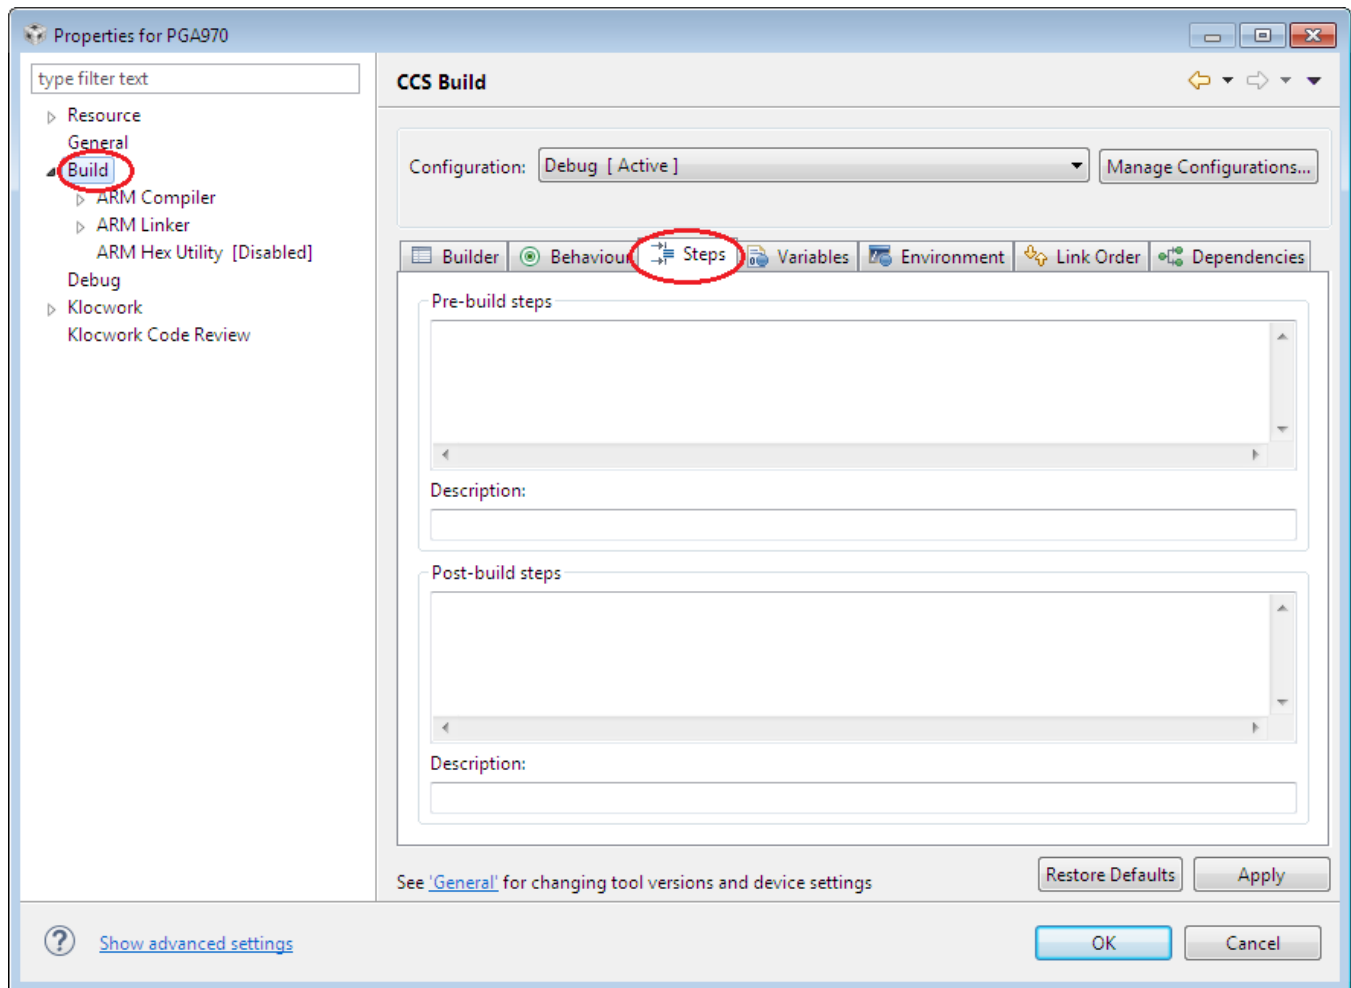 Properties for PGA970
type filter text
Resource
General
Build
ARM Compiler
ARM Linker
ARM Hex Utility [Disabled]
Debug
Klocwork
Klocwork Code Review
CCS Build
Configuration: Debug [ Active ] Manage Configurations...
Builder Behaviour Steps Variables Environment Link Order Dependencies
Pre-build steps
Description:
Post-build steps
Description:
See 'General' for changing tool versions and device settings
Restore Defaults Apply
Show advanced settings
OK Cancel